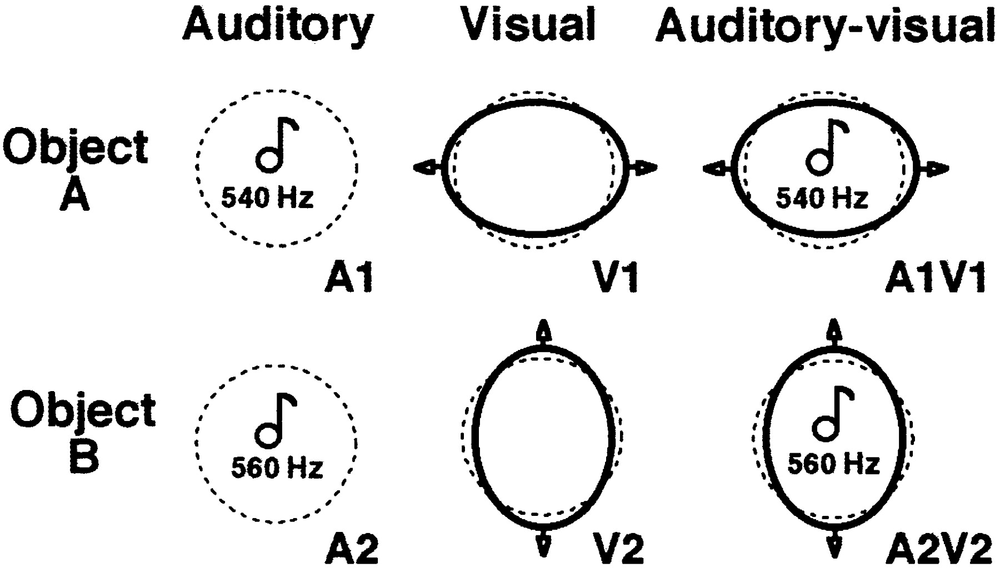 Auditory Visual Auditory-visual
Object
A
540 Hz
540 Hz
A1 V1 A1V1
Object
B
560 Hz
560 Hz
A2 V2 A2V2